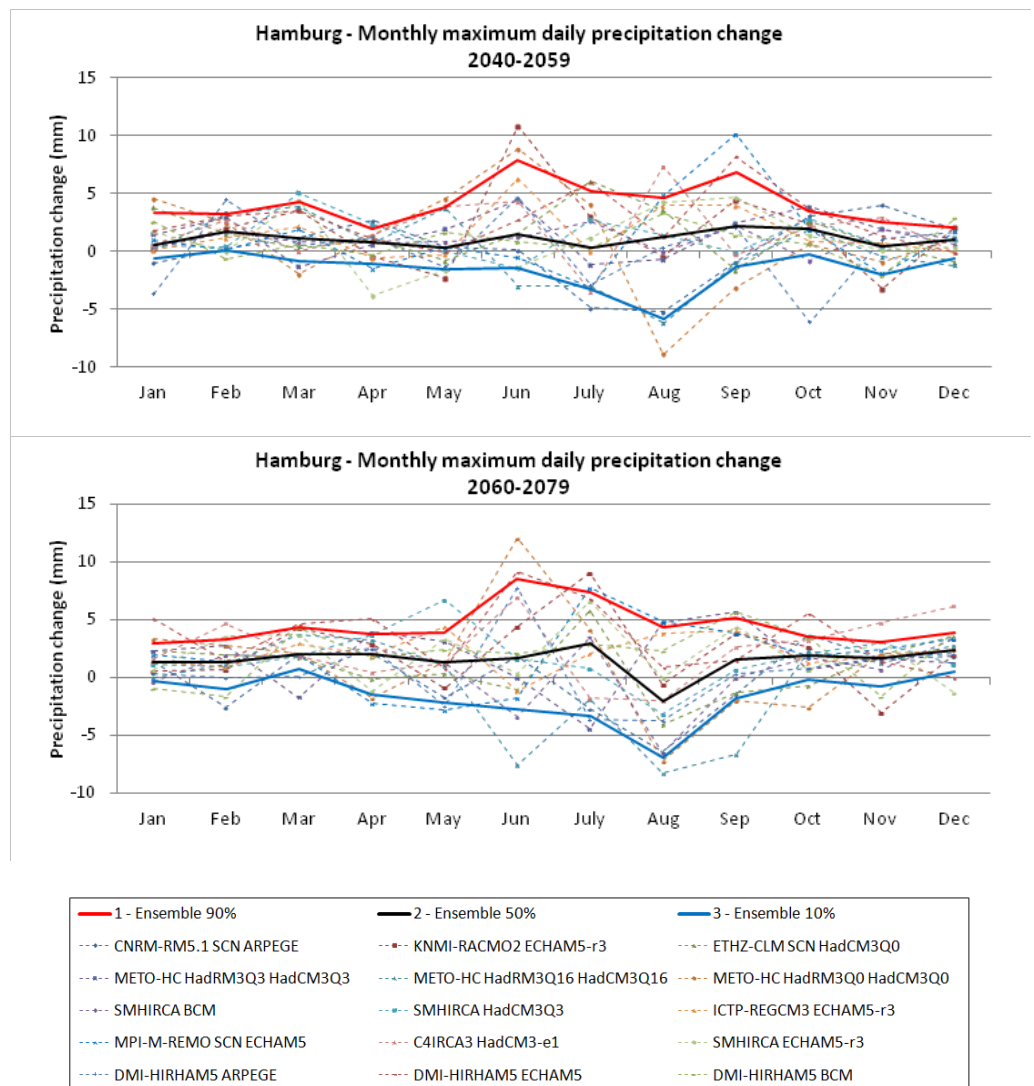 Hamburg - Monthly maximum daily precipitation change
2040-2059
Precipitation change (mm)
15
10
5
0
-5
-10
Jan Feb Mar Apr May Jun July Aug Sep Oct Nov Dec
Hamburg - Monthly maximum daily precipitation change
2060-2079
Precipitation change (mm)
15
10
5
0
-5
-10
Jan Feb Mar Apr May Jun July Aug Sep Oct Nov Dec
1 - Ensemble 90% 2 - Ensemble 50% 3 - Ensemble 10%
CNRM-RM5.1 SCN ARPEGE KNMI-RACMO2 ECHAM5-r3 ETHZ-CLM SCN HadCM3Q0
METO-HC HadRM3Q3 HadCM3Q3 METO-HC HadRM3Q16 HadCM3Q16 METO-HC HadRM3Q0 HadCM3Q0
SMHIRCA BCM SMHIRCA HadCM3Q3 ICTP-REGCM3 ECHAM5-r3
MPI-M-REMO SCN ECHAM5 C4IRCA3 HadCM3-e1 SMHIRCA ECHAM5-r3
DMI-HIRHAM5 ARPEGE DMI-HIRHAM5 ECHAM5 DMI-HIRHAM5 BCM